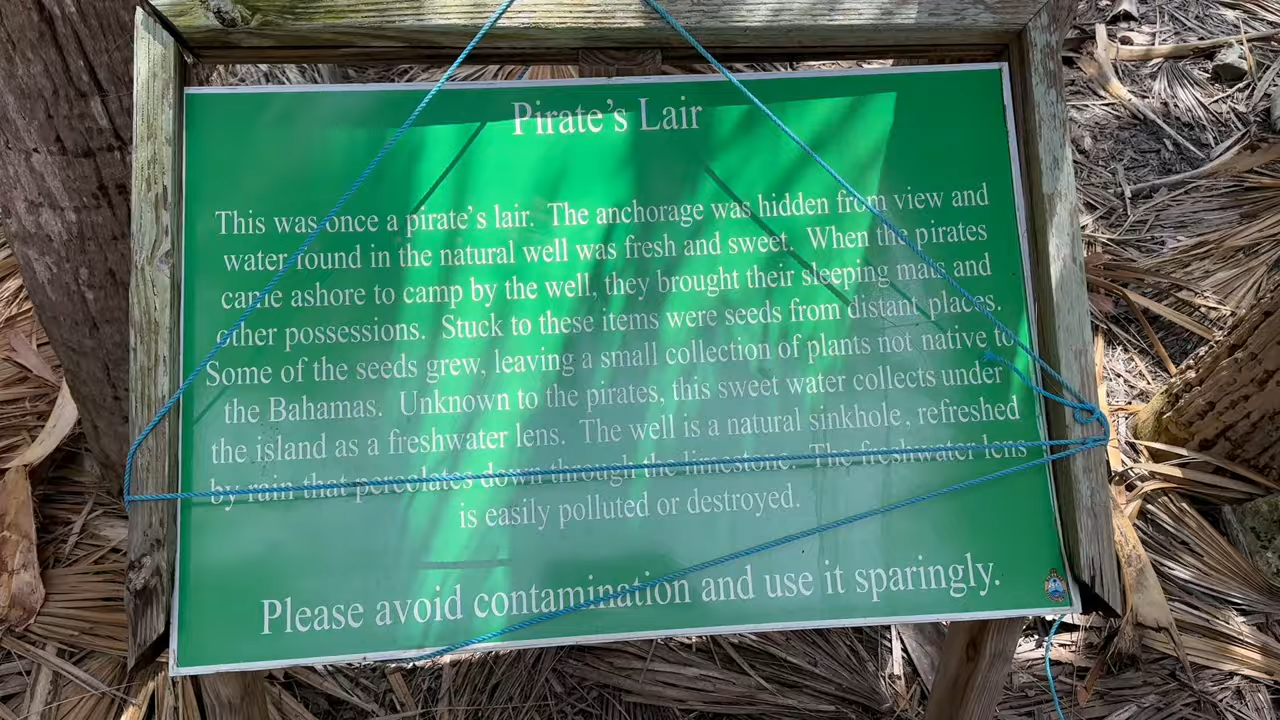 Pirate's Lair
This was once a pirate's lair. The anchorage was hidden from view and
water found in the natural well was fresh and sweet. When the pirates
came ashore to camp by the well, they brought their sleeping mats and
other possessions. Stuck to these items were seeds from distant places.
Some of the seeds grew, leaving a small collection of plants not native to
the Bahamas. Unknown to the pirates, this sweet water collects under
the island as a freshwater lens. The well is a natural sinkhole, refreshed
by rain that percolates down through the limestone. The freshwater lens
is easily polluted or destroyed.
Please avoid contamination and use it sparingly.